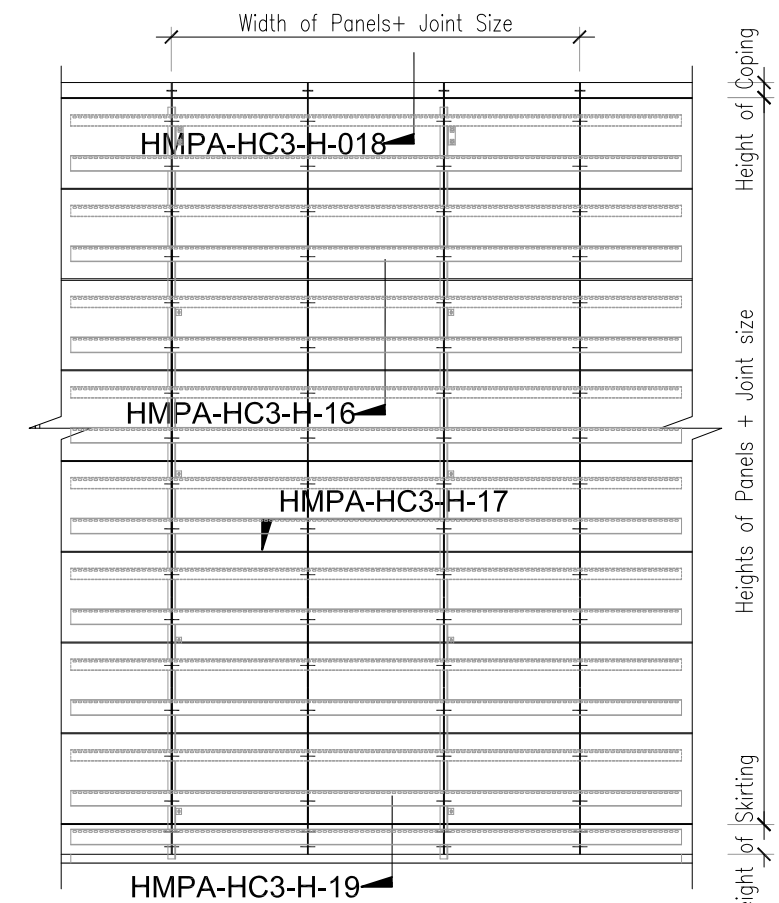 Width of Panels+ Joint Size
Height of Coping
HMPA-HC3-H-018
HMPA-HC3-H-16
Heights of Panels + Joint size
HMPA-HC3-H-17
of Skirting
HMPA-HC3-H-19